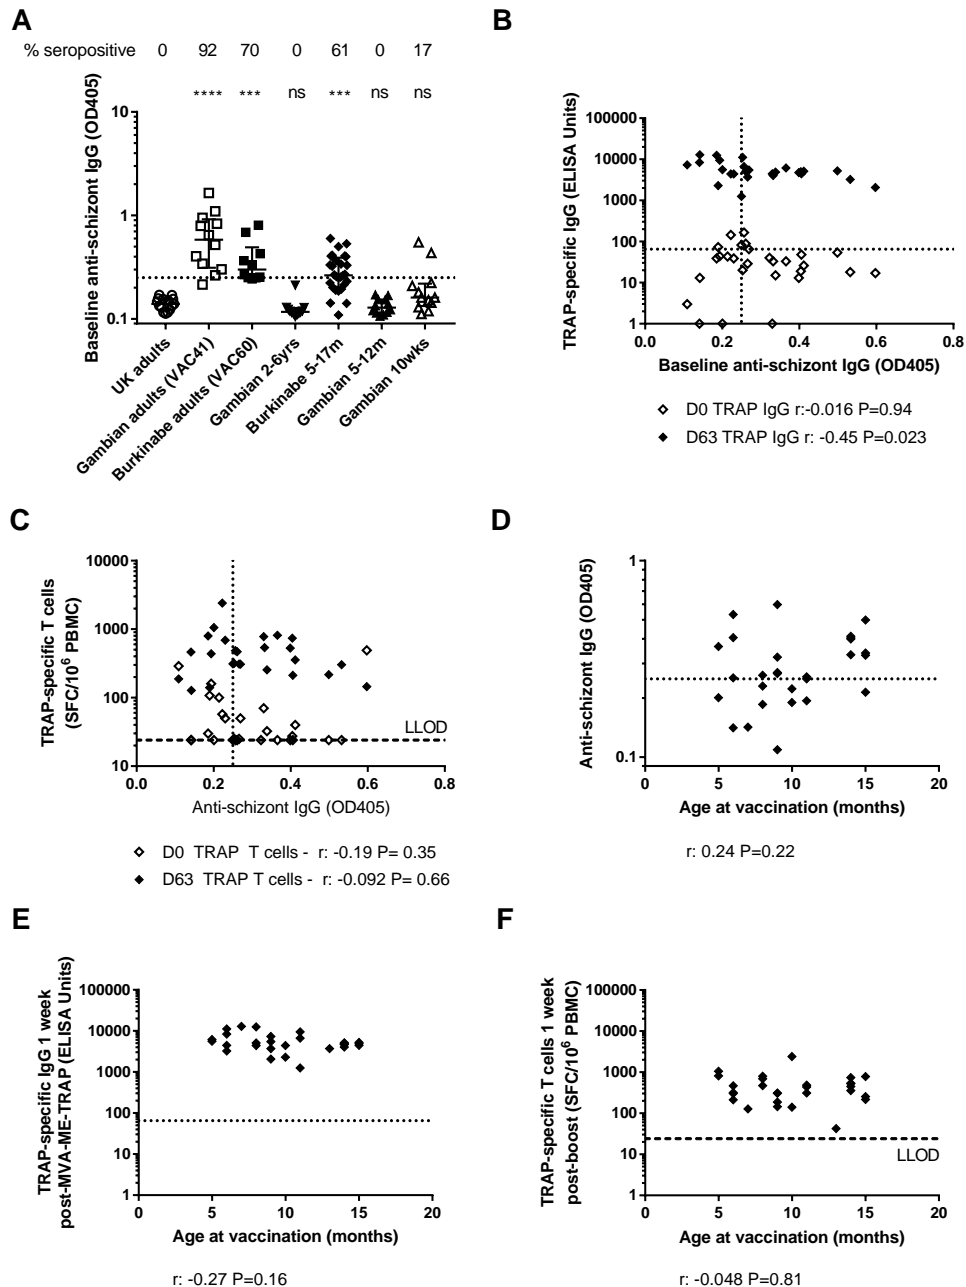 A
% seropositive 0 92 70 0 61 0 17
**** *** ns *** ns ns
Baseline anti-schizont IgG (OD405)
10
1
0.1
UK adults
Gambian adults (VAC41)
Burkinabe adults (VAC60)
Gambian 2-6yrs
Burkinabe 5-17m
Gambian 5-12m
Gambian 10wks
B
TRAP-specific IgG (ELISA Units)
100000
10000
1000
100
10
1
0.0 0.2 0.4 0.6 0.8
Baseline anti-schizont IgG (OD405)
D0 TRAP IgG r:-0.016 P=0.94
D63 TRAP IgG r: -0.45 P=0.023
C
TRAP-specific T cells
(SFC/10⁶ PBMC)
10000
1000
100
10
LLOD
0.0 0.2 0.4 0.6 0.8
Anti-schizont IgG (OD405)
D0 TRAP T cells - r: -0.19 P= 0.35
D63 TRAP T cells - r: -0.092 P= 0.66
D
Anti-schizont IgG (OD405)
1
0.1
0 5 10 15 20
Age at vaccination (months)
r: 0.24 P=0.22
E
TRAP-specific IgG 1 week
post-MVA-ME-TRAP (ELISA Units)
100000
10000
1000
100
10
1
0 5 10 15 20
Age at vaccination (months)
r: -0.27 P=0.16
F
TRAP-specific T cells 1 week
post-boost (SFC/10⁶ PBMC)
100000
10000
1000
100
10
1
LLOD
0 5 10 15 20
Age at vaccination (months)
r: -0.048 P=0.81